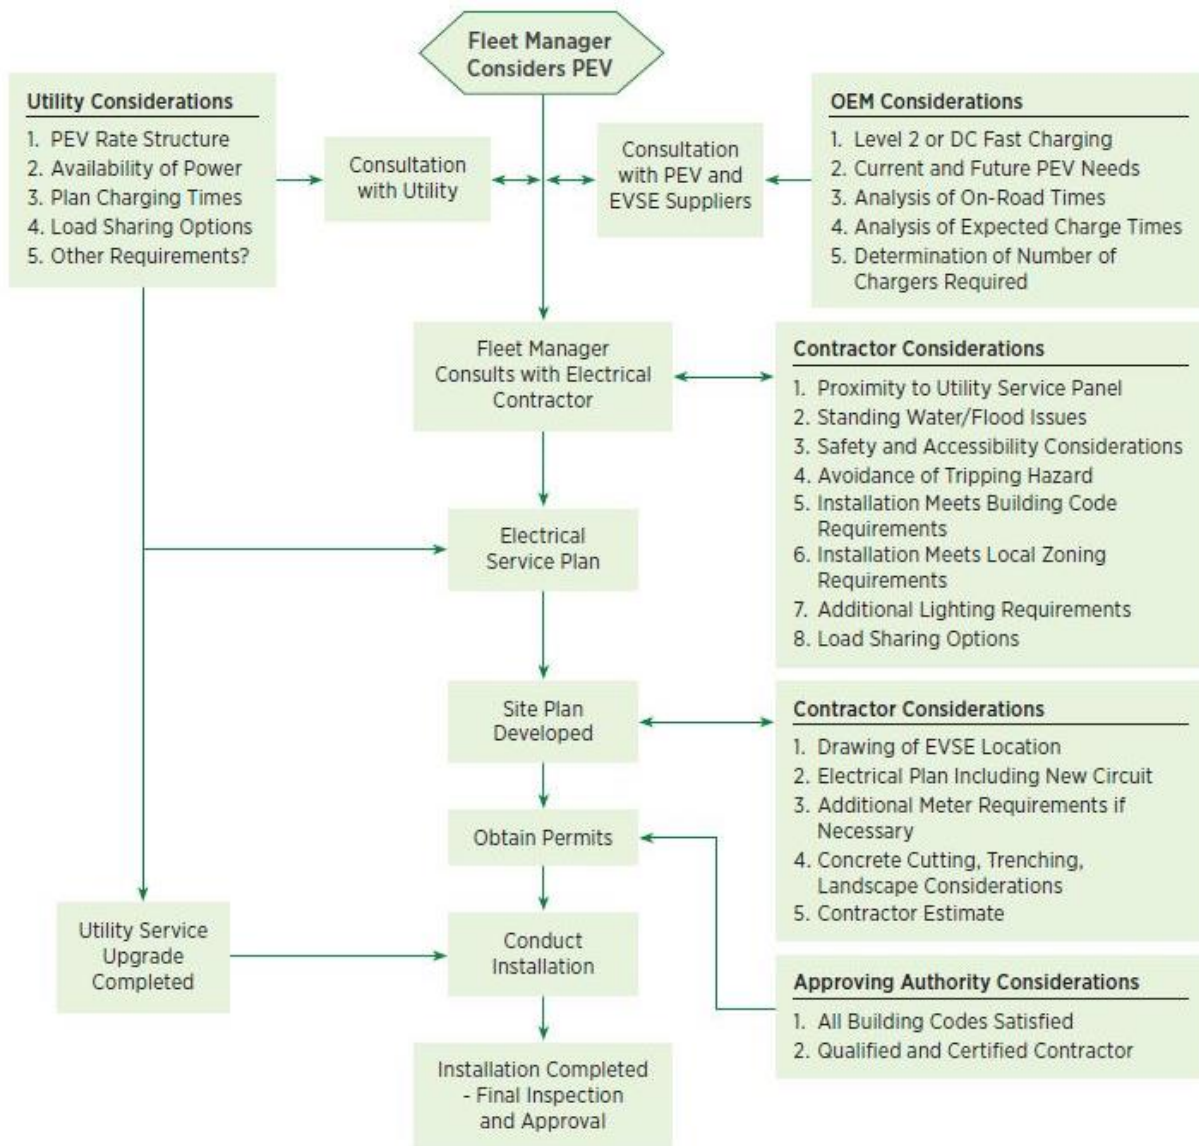 Fleet Manager
Considers PEV
Utility Considerations
1. PEV Rate Structure
2. Availability of Power
3. Plan Charging Times
4. Load Sharing Options
5. Other Requirements?
Consultation
with Utility
Consultation
with PEV and
EVSE Suppliers
OEM Considerations
1. Level 2 or DC Fast Charging
2. Current and Future PEV Needs
3. Analysis of On-Road Times
4. Analysis of Expected Charge Times
5. Determination of Number of
Chargers Required
Fleet Manager
Consults with Electrical
Contractor
Contractor Considerations
1. Proximity to Utility Service Panel
2. Standing Water/Flood Issues
3. Safety and Accessibility Considerations
4. Avoidance of Tripping Hazard
5. Installation Meets Building Code
Requirements
6. Installation Meets Local Zoning
Requirements
7. Additional Lighting Requirements
8. Load Sharing Options
Electrical
Service Plan
Site Plan
Developed
Contractor Considerations
1. Drawing of EVSE Location
2. Electrical Plan Including New Circuit
3. Additional Meter Requirements if
Necessary
4. Concrete Cutting, Trenching,
Landscape Considerations
5. Contractor Estimate
Obtain Permits
Utility Service
Upgrade
Completed
Conduct
Installation
Approving Authority Considerations
1. All Building Codes Satisfied
2. Qualified and Certified Contractor
Installation Completed
- Final Inspection
and Approval